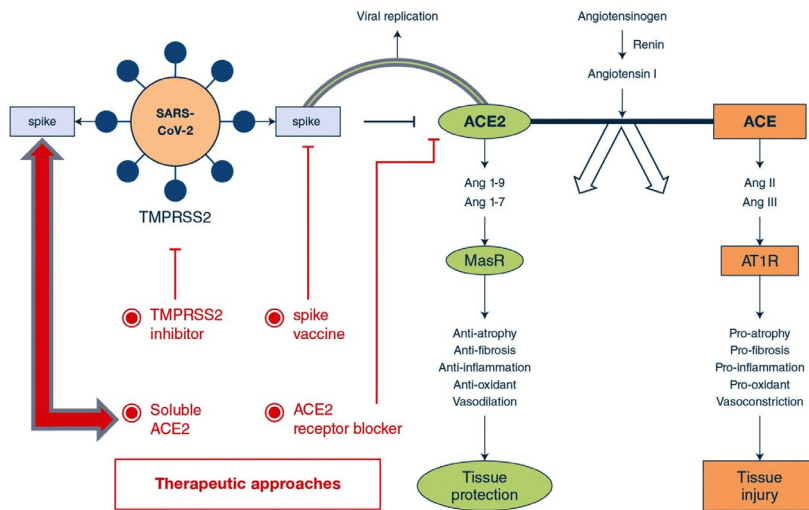 Viral replication
Angiotensinogen
Renin
Angiotensin I
spike
SARS-
CoV-2
spike
ACE2
ACE
TMPRSS2
Ang 1-9
Ang 1-7
Ang II
Ang III
MasR
AT1R
TMPRSS2
inhibitor
spike
vaccine
Anti-atrophy
Anti-fibrosis
Anti-inflammation
Anti-oxidant
Vasodilation
Pro-atrophy
Pro-fibrosis
Pro-inflammation
Pro-oxidant
Vasoconstriction
Soluble
ACE2
ACE2
receptor blocker
Therapeutic approaches
Tissue
protection
Tissue
injury